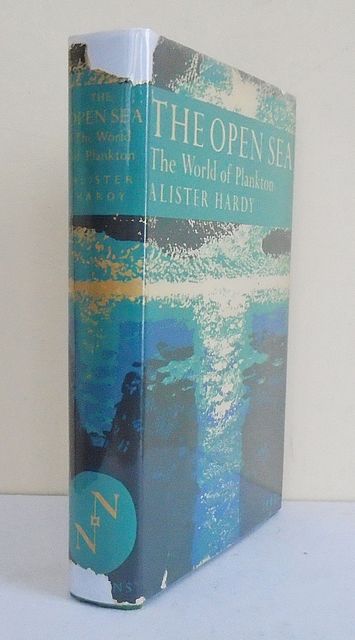 THE
OPEN SEA
The World
of Plankton
ALISTER
HARDY
N
N
THE OPEN SEA
The World of Plankton
ALISTER HARDY